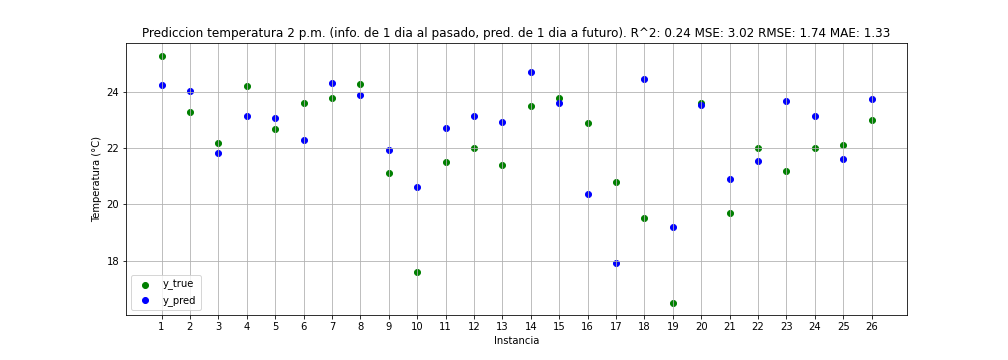 Prediccion temperatura 2 p.m. (info. de 1 dia al pasado, pred. de 1 dia a futuro). R^2: 0.24 MSE: 3.02 RMSE: 1.74 MAE: 1.33
Temperatura (°C)
24
22
20
18
y_true
y_pred
1 2 3 4 5 6 7 8 9 10 11 12 13 14 15 16 17 18 19 20 21 22 23 24 25 26
Instancia